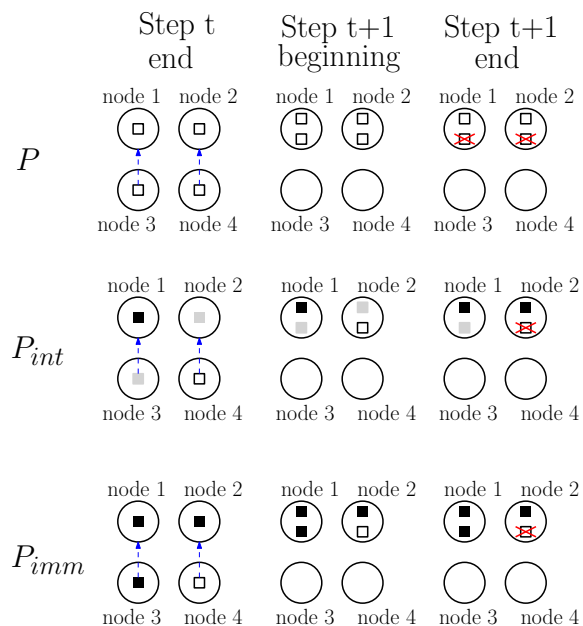 Step t
end
Step t+1
beginning
Step t+1
end
node 1 node 2 node 1 node 2 node 1 node 2
P
node 3 node 4 node 3 node 4 node 3 node 4
node 1 node 2 node 1 node 2 node 1 node 2
P_int
node 3 node 4 node 3 node 4 node 3 node 4
node 1 node 2 node 1 node 2 node 1 node 2
P_imm
node 3 node 4 node 3 node 4 node 3 node 4